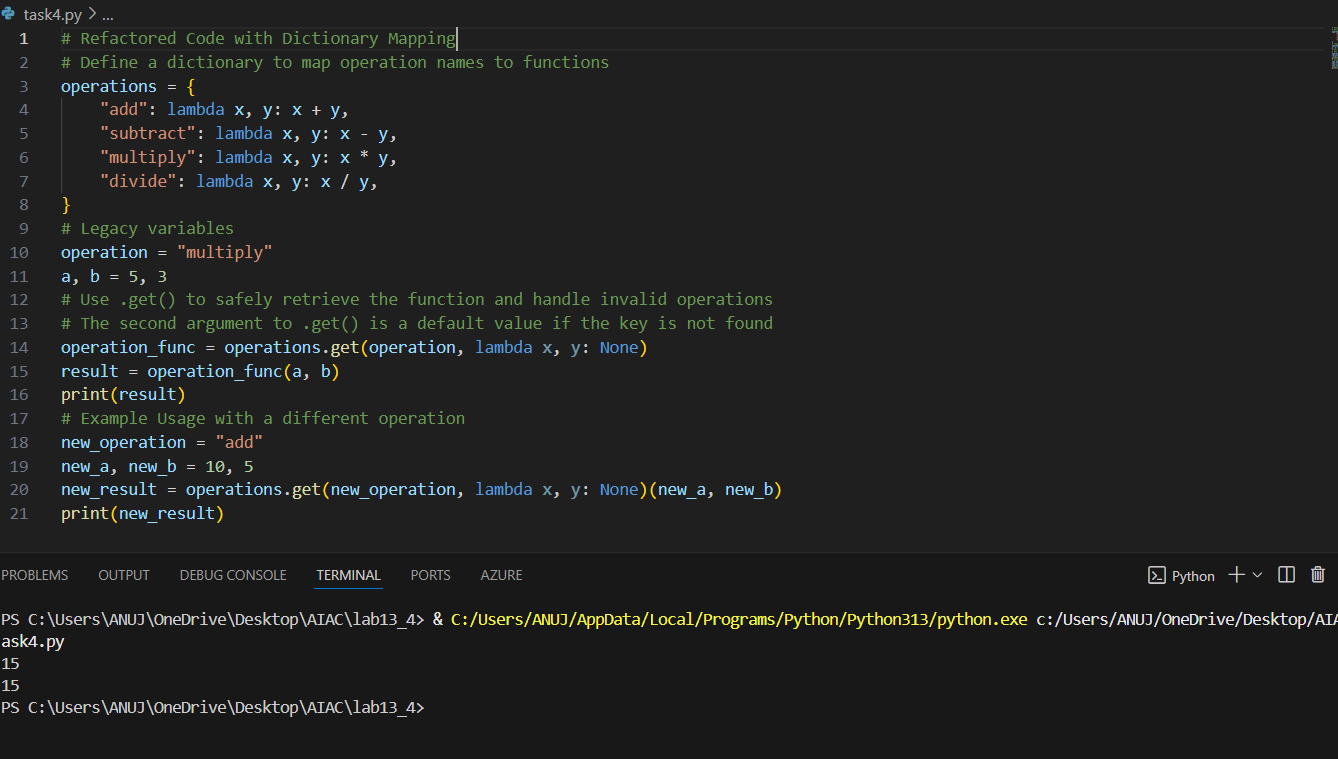 task4.py > ...
1 # Refactored Code with Dictionary Mapping
2 # Define a dictionary to map operation names to functions
3 operations = {
4     "add": lambda x, y: x + y,
5     "subtract": lambda x, y: x - y,
6     "multiply": lambda x, y: x * y,
7     "divide": lambda x, y: x / y,
8 }
9 # Legacy variables
10 operation = "multiply"
11 a, b = 5, 3
12 # Use .get() to safely retrieve the function and handle invalid operations
13 # The second argument to .get() is a default value if the key is not found
14 operation_func = operations.get(operation, lambda x, y: None)
15 result = operation_func(a, b)
16 print(result)
17 # Example Usage with a different operation
18 new_operation = "add"
19 new_a, new_b = 10, 5
20 new_result = operations.get(new_operation, lambda x, y: None)(new_a, new_b)
21 print(new_result)
PROBLEMS OUTPUT DEBUG CONSOLE TERMINAL PORTS AZURE Python
PS C:\Users\ANUJ\OneDrive\Desktop\AIAC\lab13_4> & C:/Users/ANUJ/AppData/Local/Programs/Python/Python313/python.exe c:/Users/ANUJ/OneDrive/Desktop/AIA
ask4.py
15
15
PS C:\Users\ANUJ\OneDrive\Desktop\AIAC\lab13_4>